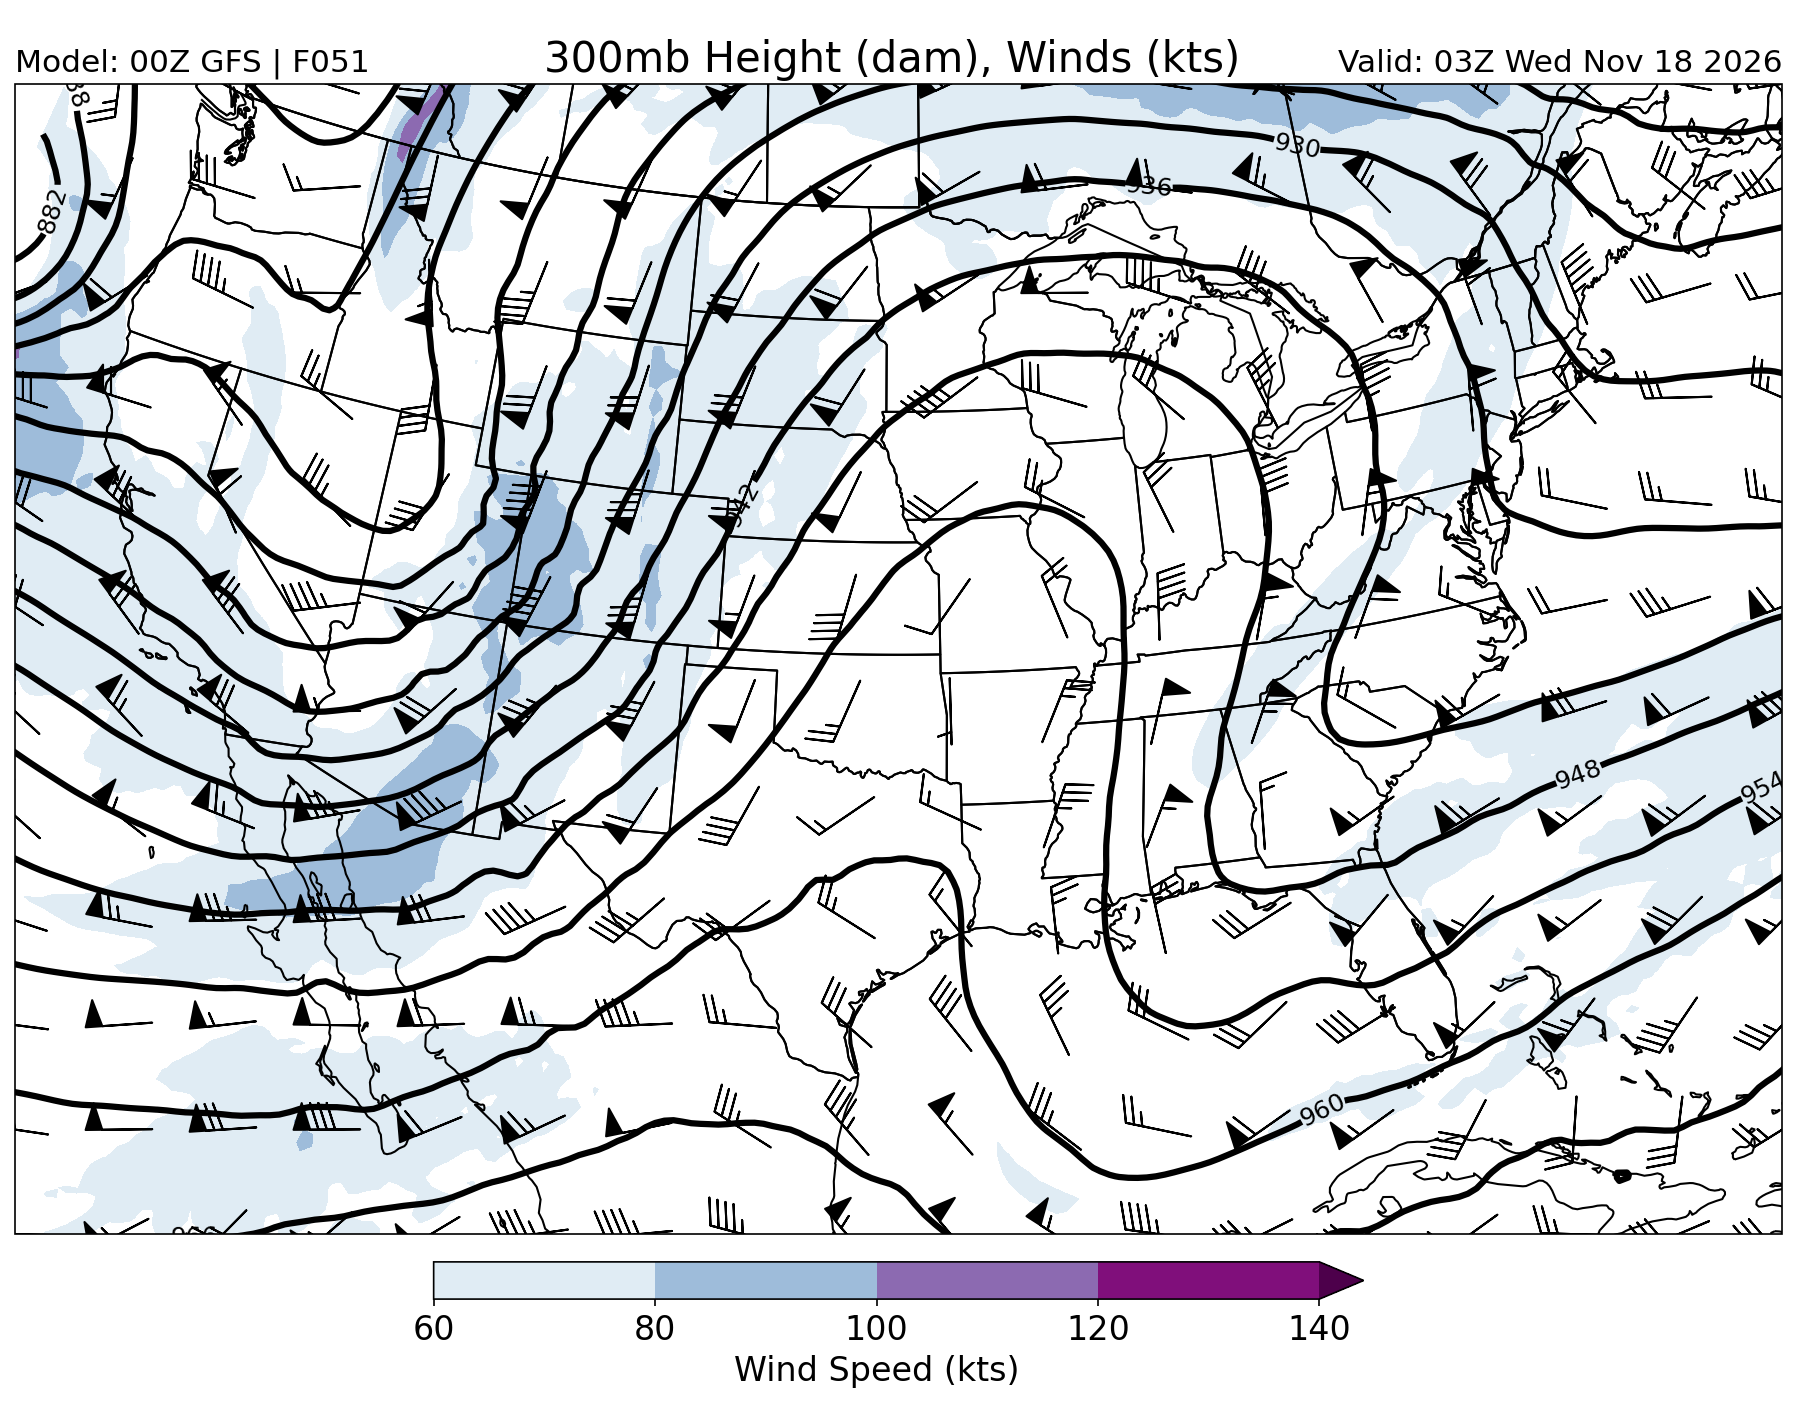 Model: 00Z GFS | F051
300mb Height (dam), Winds (kts)
Valid: 03Z Wed Nov 18 2026
882
930
936
942
948
954
960
60 80 100 120 140
Wind Speed (kts)